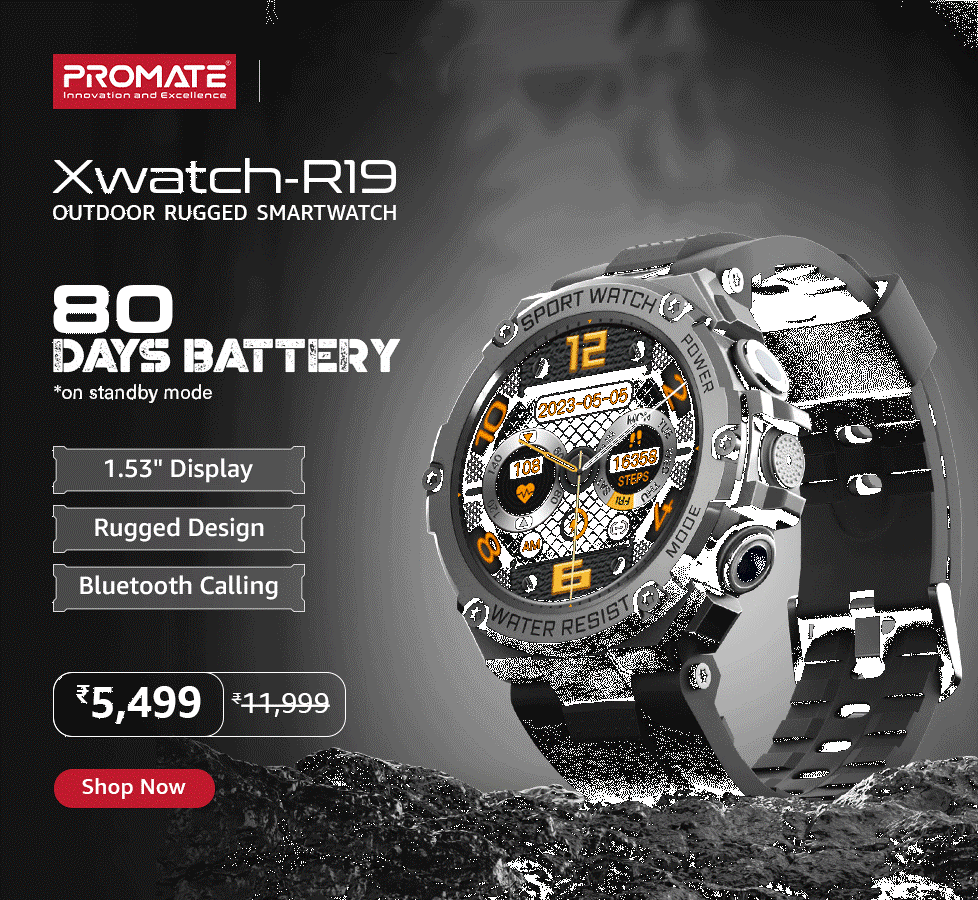 PROMATE®
Innovation and Excellence
Xwatch-R19
OUTDOOR RUGGED SMARTWATCH
80
DAYS BATTERY
*on standby mode
1.53" Display
Rugged Design
Bluetooth Calling
₹5,499 ₹11,999
Shop Now
SPORT WATCH
POWER
MODE
WATER RESIST
12
2
4
6
8
10
2023-05-05
108
16358
STEPS
FRI
AM